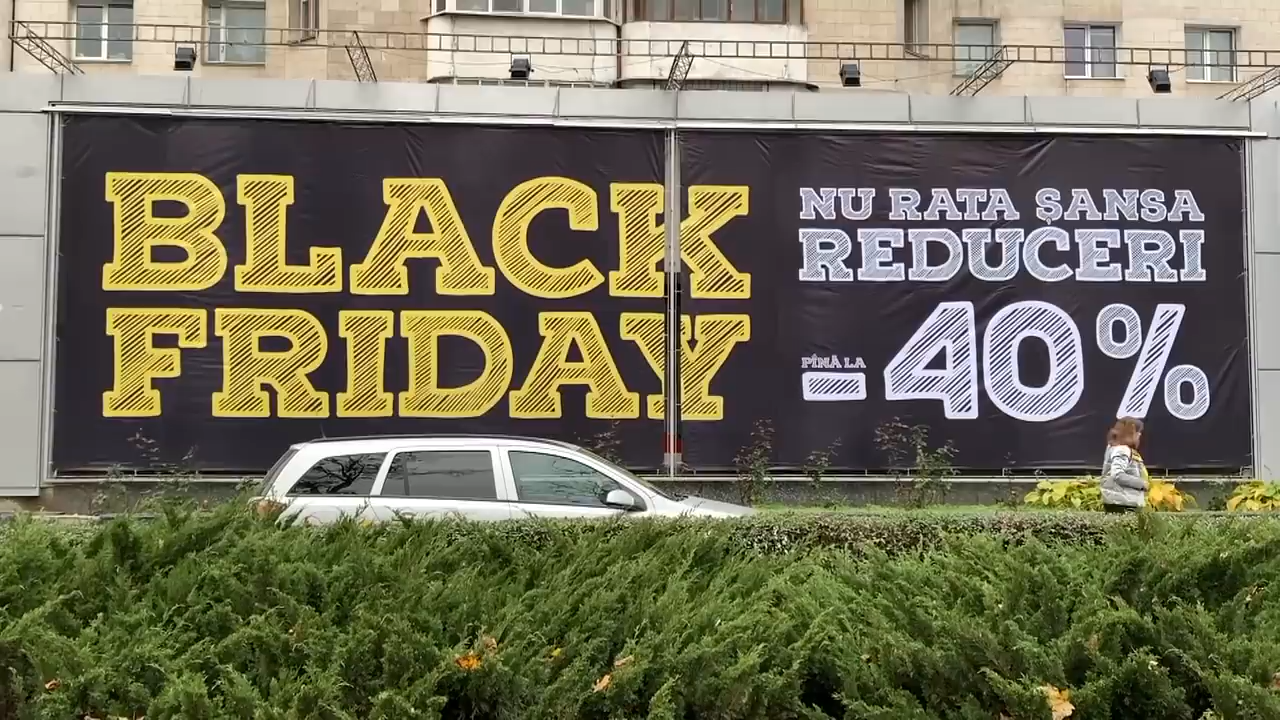 BLACK
FRIDAY
NU RATA ȘANSA
REDUCERI
PÎNĂ LA
-40%